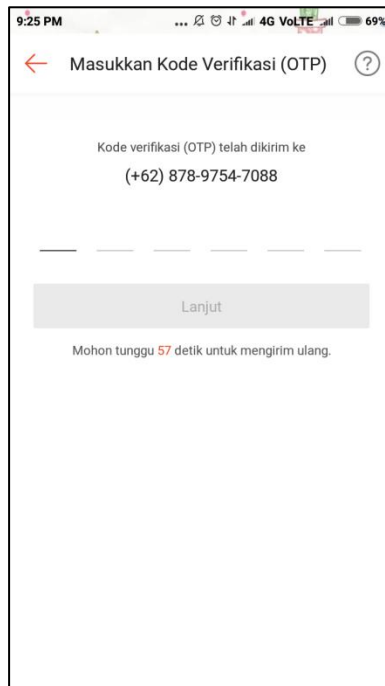 9:25 PM ... 4G VoLTE 69%
Masukkan Kode Verifikasi (OTP) ?
Kode verifikasi (OTP) telah dikirim ke
(+62) 878-9754-7088
Lanjut
Mohon tunggu 57 detik untuk mengirim ulang.